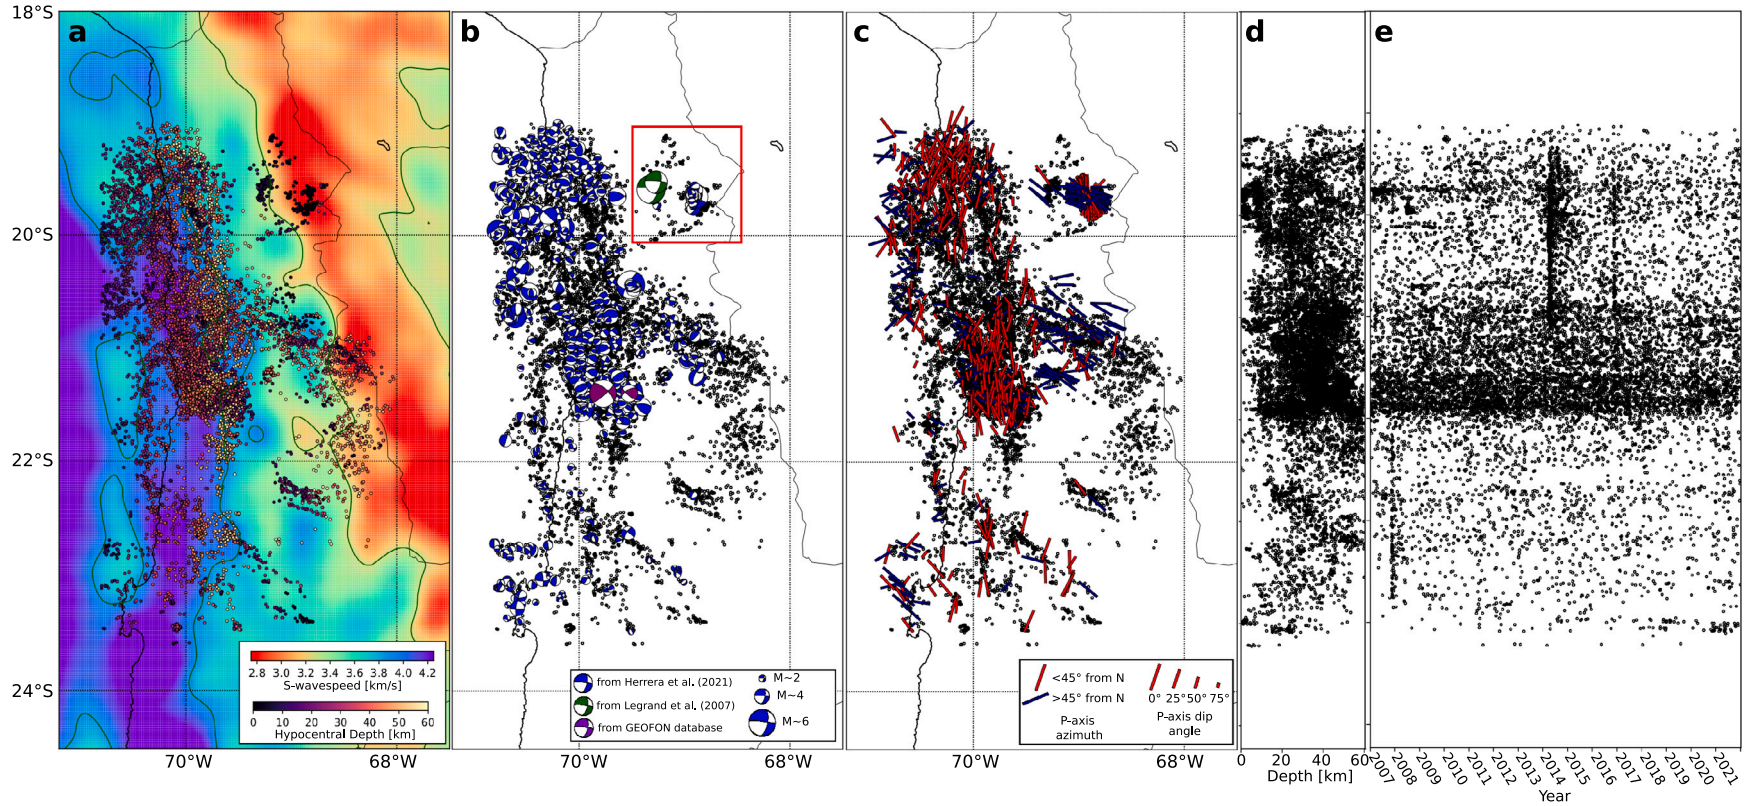 a
b
c
d
e
18°S
20°S
22°S
24°S
2.8 3.0 3.2 3.4 3.6 3.8 4.0 4.2
S-wavespeed [km/s]
0 10 20 30 40 50 60
Hypocentral Depth [km]
70°W
68°W
from Herrera et al. (2021)
from Legrand et al. (2007)
from GEOFON database
M~2
M~4
M~6
70°W
68°W
<45° from N
>45° from N
P-axis
azimuth
0° 25° 50° 75°
P-axis dip
angle
70°W
68°W
0 20 40 60
Depth [km]
2007 2008 2009 2010 2011 2012 2013 2014 2015 2016 2017 2018 2019 2020 2021
Year